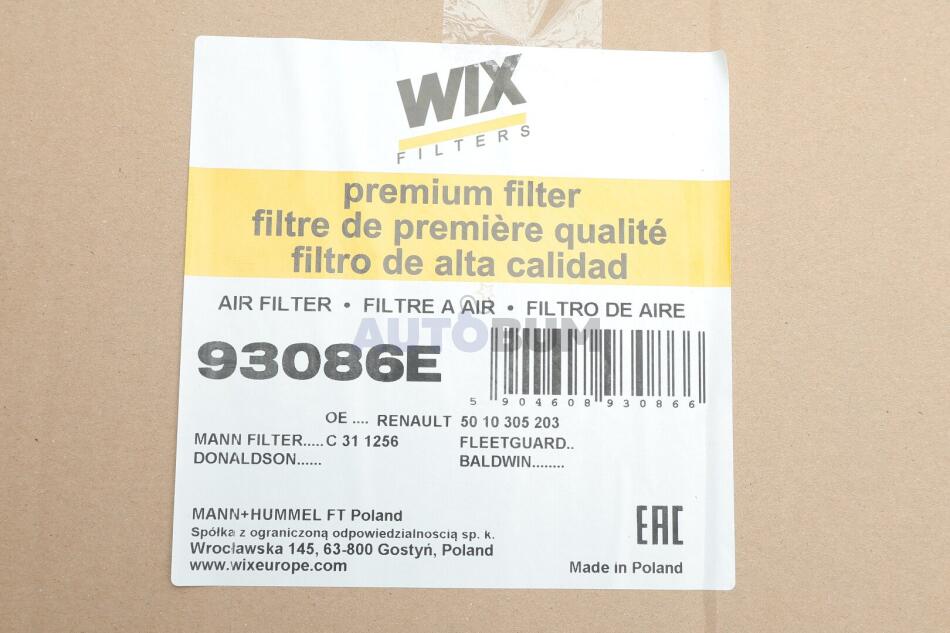 WIX
FILTERS
premium filter
filtre de première qualité
filtro de alta calidad
AIR FILTER • FILTRE A AIR • FILTRO DE AIRE
AUTOBUM
93086E
5 904608 930866
OE .... RENAULT 50 10 305 203
MANN FILTER.....C 31 1256 FLEETGUARD..
DONALDSON...... BALDWIN........
MANN+HUMMEL FT Poland
Spółka z ograniczoną odpowiedzialnością sp. k.
Wrocławska 145, 63-800 Gostyń, Poland
www.wixeurope.com
EAC
Made in Poland